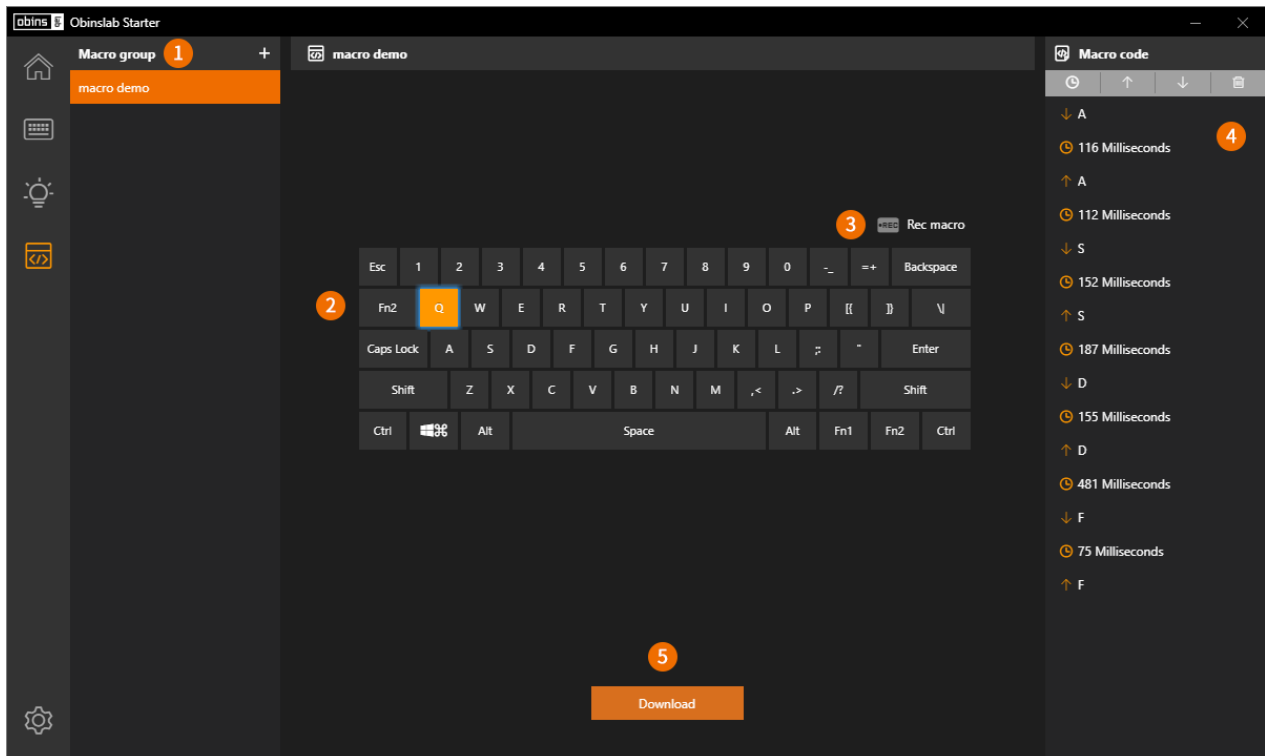 obins Obinslab Starter
Macro group 1 +
macro demo
macro demo
3 REC Rec macro
2
Esc 1 2 3 4 5 6 7 8 9 0 -_ =+ Backspace
Fn2 Q W E R T Y U I O P [{ ]} \|
Caps Lock A S D F G H J K L ;: '" Enter
Shift Z X C V B N M ,< .> /? Shift
Ctrl ⌘ Alt Space Alt Fn1 Fn2 Ctrl
5
Download
Macro code
4
A
116 Milliseconds
A
112 Milliseconds
S
152 Milliseconds
S
187 Milliseconds
D
155 Milliseconds
D
481 Milliseconds
F
75 Milliseconds
F